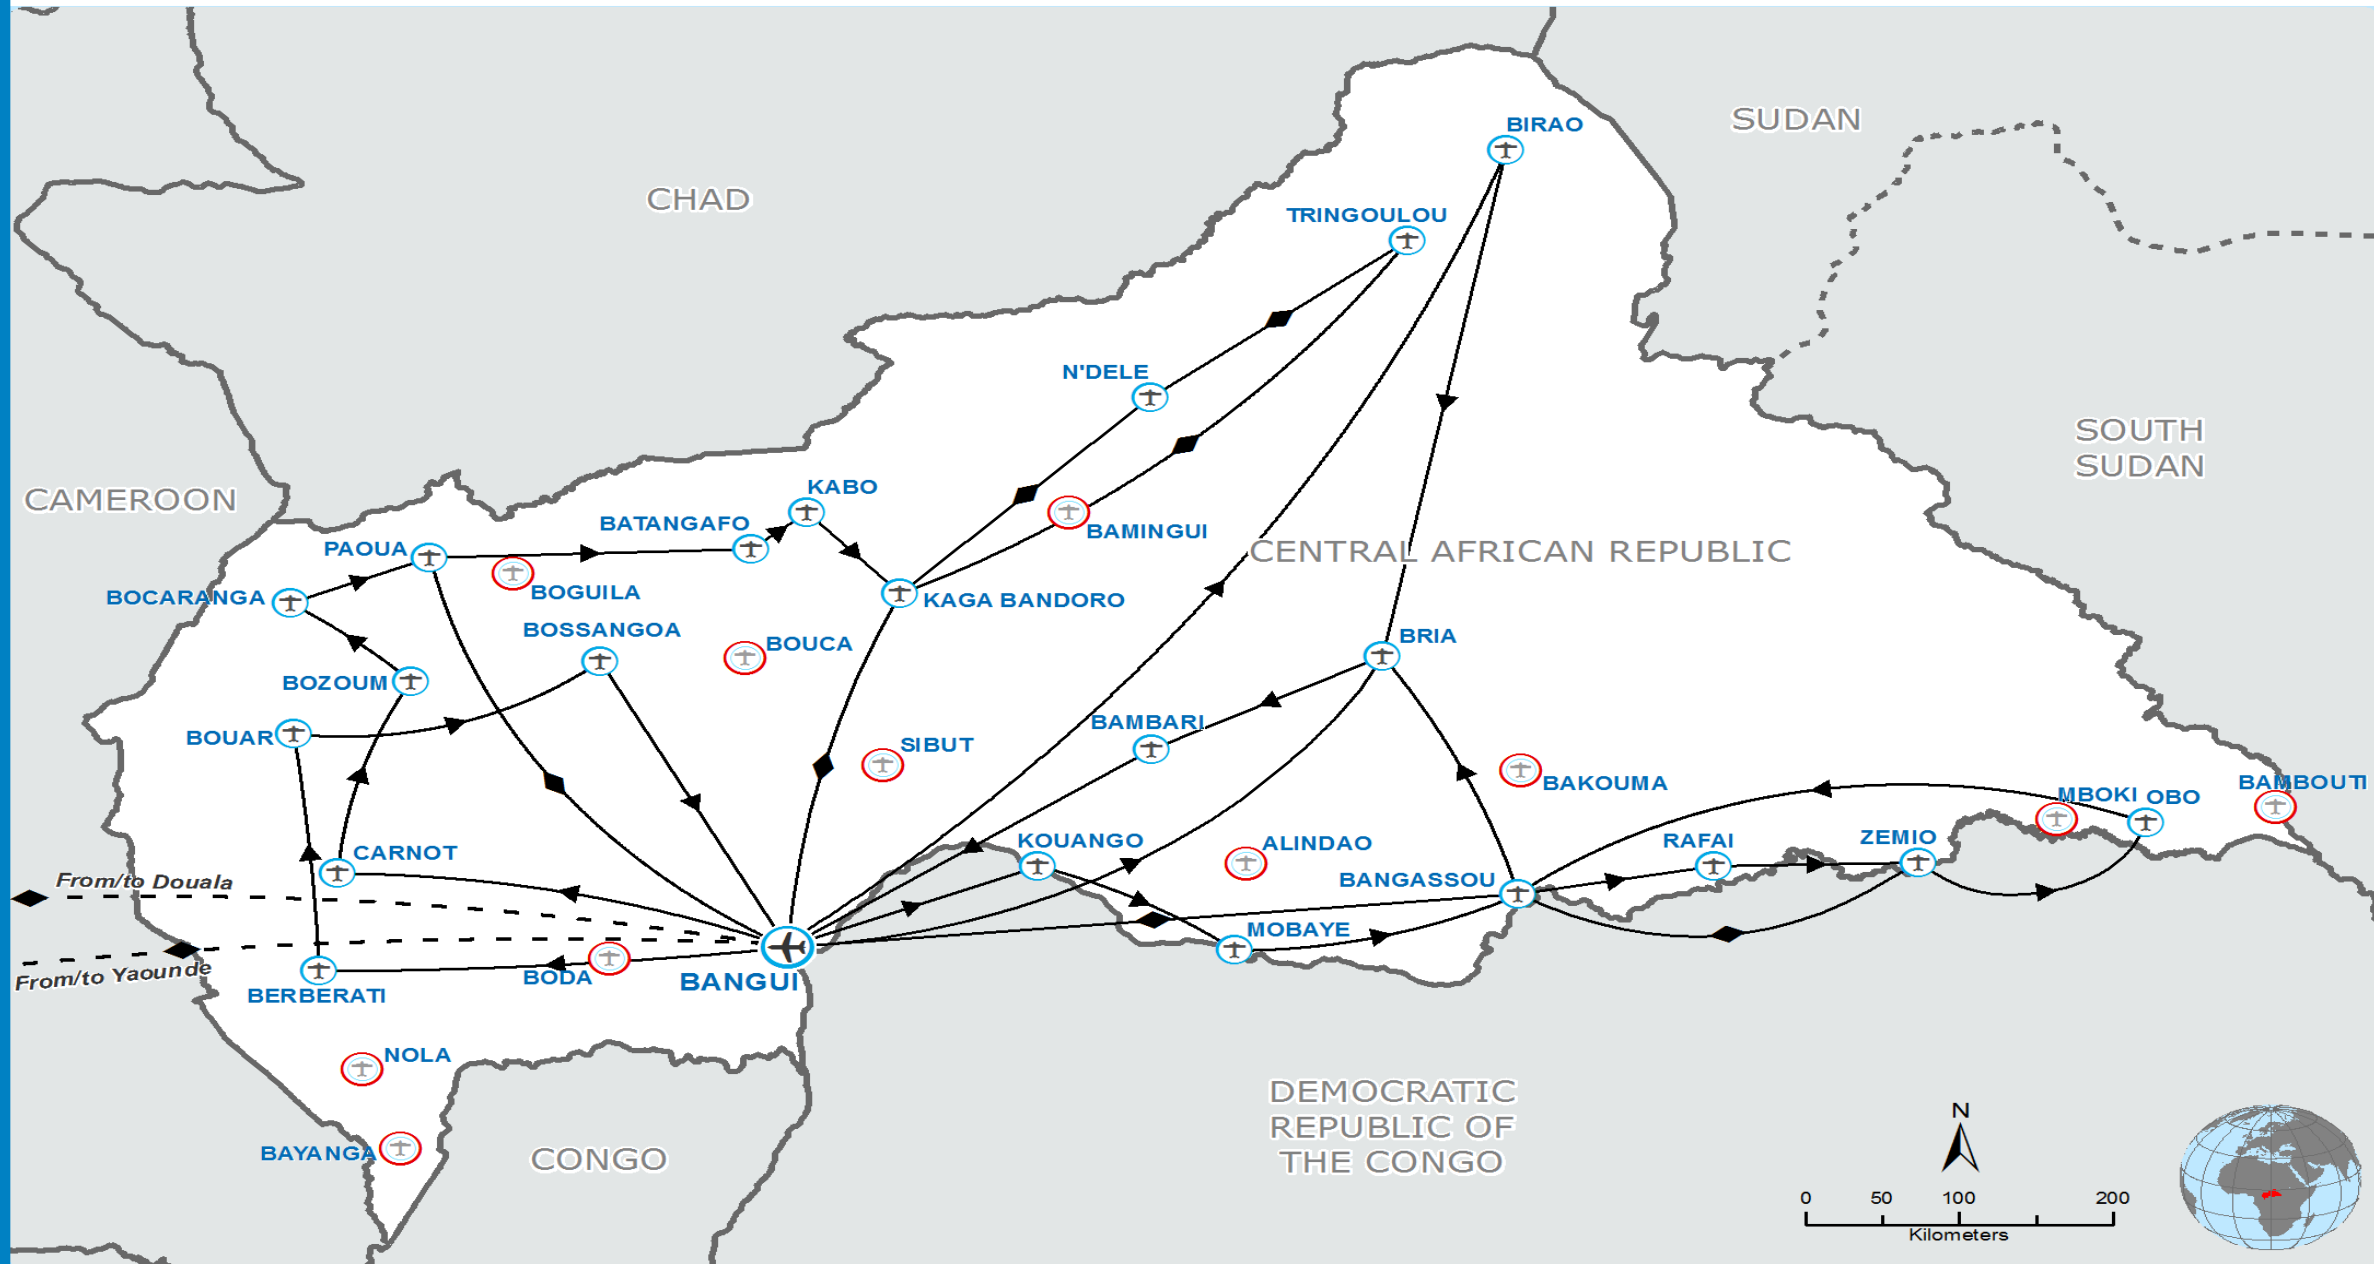 SUDAN
BIRAO
CHAD
TRINGOULOU
N'DELE
SOUTH
SUDAN
CAMEROON
KABO
BATANGAFO
BAMINGUI
PAOUA
CENTRAL AFRICAN REPUBLIC
BOGUILA
BOCARANGA
KAGA BANDORO
BOSSANGOA
BOUCA
BRIA
BOZOUM
BAMBARI
BOUAR
SIBUT
BAKOUMA
BAMBOUTI
MBOKI
OBO
KOUANGO
ALINDAO
RAFAI
ZEMIO
CARNOT
From/to Douala
BANGASSOU
MOBAYE
From/to Yaounde
BODA
BANGUI
BERBERATI
NOLA
DEMOCRATIC
REPUBLIC OF
THE CONGO
N
BAYANGA
CONGO
0 50 100 200
Kilometers